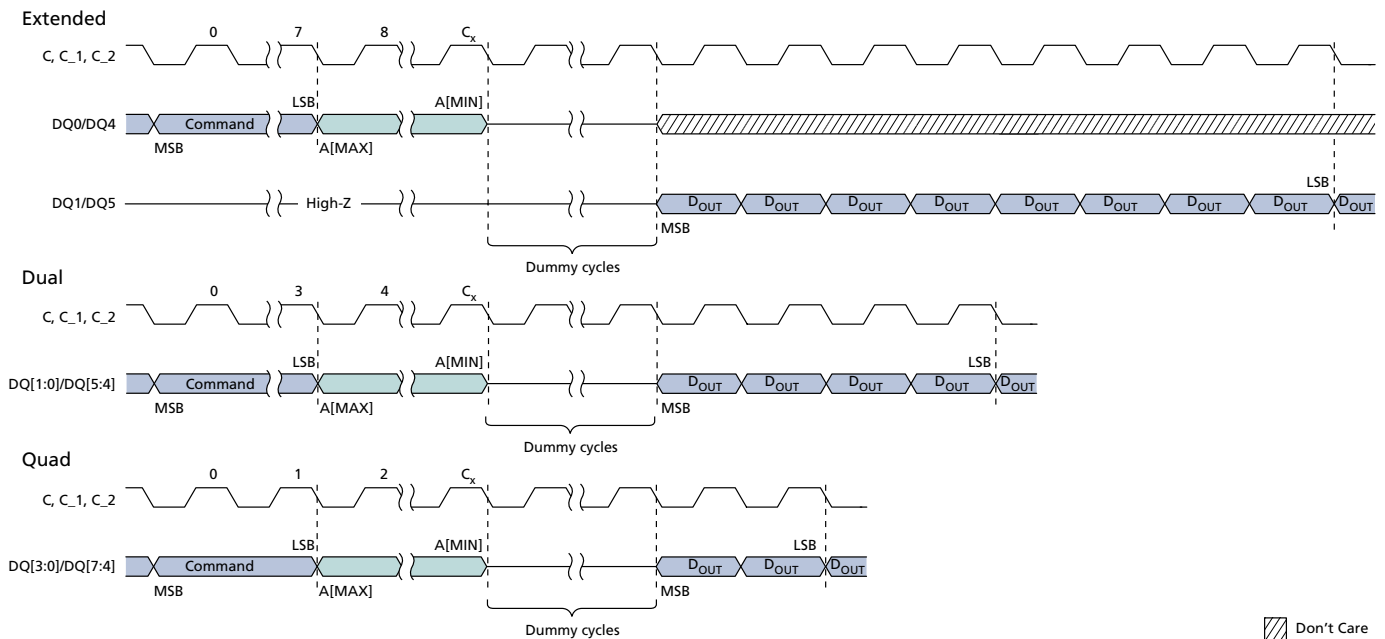 Extended
0 7 8 Cx
C, C_1, C_2
LSB A[MIN]
DQ0/DQ4 Command
MSB A[MAX]
LSB
DQ1/DQ5 High-Z DOUT DOUT DOUT DOUT DOUT DOUT DOUT DOUT DOUT
MSB
Dummy cycles
Dual
0 3 4 Cx
C, C_1, C_2
LSB A[MIN] LSB
DQ[1:0]/DQ[5:4] Command DOUT DOUT DOUT DOUT DOUT
MSB A[MAX] MSB
Dummy cycles
Quad
0 1 2 Cx
C, C_1, C_2
LSB A[MIN] LSB
DQ[3:0]/DQ[7:4] Command DOUT DOUT DOUT
MSB A[MAX] MSB
Dummy cycles
Don't Care